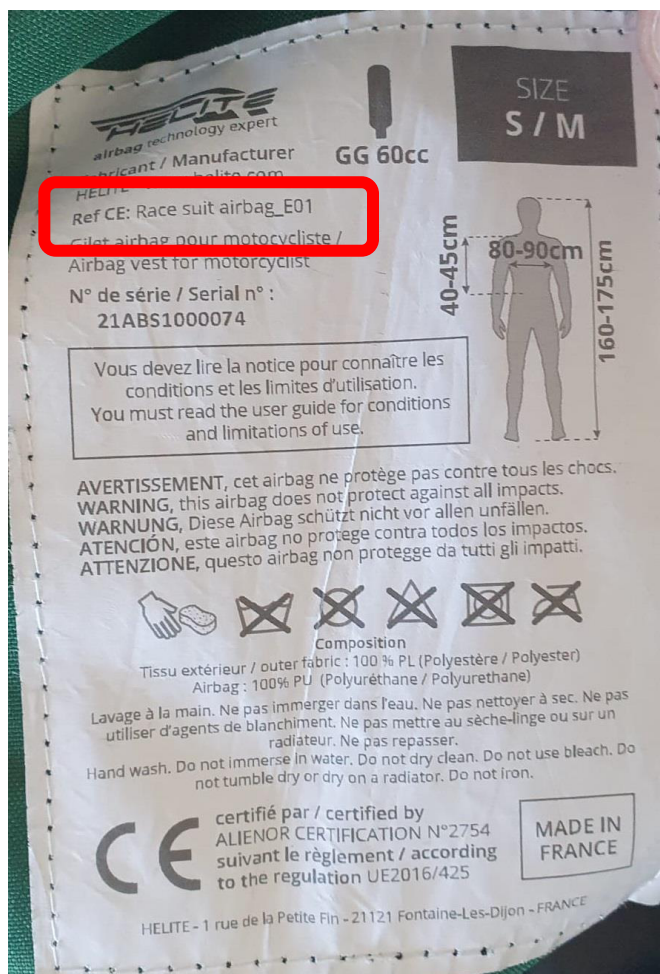 HELITE
airbag technology expert
GG 60cc
SIZE
S / M
/ Manufacturer
Ref CE: Race suit airbag_E01
Gilet airbag pour motocycliste /
Airbag vest for motorcyclist
N° de série / Serial n° :
21ABS1000074
40-45cm
80-90cm
160-175cm
Vous devez lire la notice pour connaître les
conditions et les limites d'utilisation.
You must read the user guide for conditions
and limitations of use.
AVERTISSEMENT, cet airbag ne protège pas contre tous les chocs.
WARNING, this airbag does not protect against all impacts.
WARNUNG, Diese Airbag schützt nicht vor allen unfällen.
ATENCIÓN, este airbag no protege contra todos los impactos.
ATTENZIONE, questo airbag non protegge da tutti gli impatti.
Composition
Tissu extérieur / outer fabric : 100 % PL (Polyestère / Polyester)
Airbag : 100% PU (Polyuréthane / Polyurethane)
Lavage à la main. Ne pas immerger dans l'eau. Ne pas nettoyer à sec. Ne pas
utiliser d'agents de blanchiment. Ne pas mettre au sèche-linge ou sur un
radiateur. Ne pas repasser.
Hand wash. Do not immerse in water. Do not dry clean. Do not use bleach. Do
not tumble dry or dry on a radiator. Do not iron.
CE
certifié par / certified by
ALIENOR CERTIFICATION N°2754
suivant le règlement / according
to the regulation UE2016/425
MADE IN
FRANCE
HELITE - 1 rue de la Petite Fin - 21121 Fontaine-Les-Dijon - FRANCE